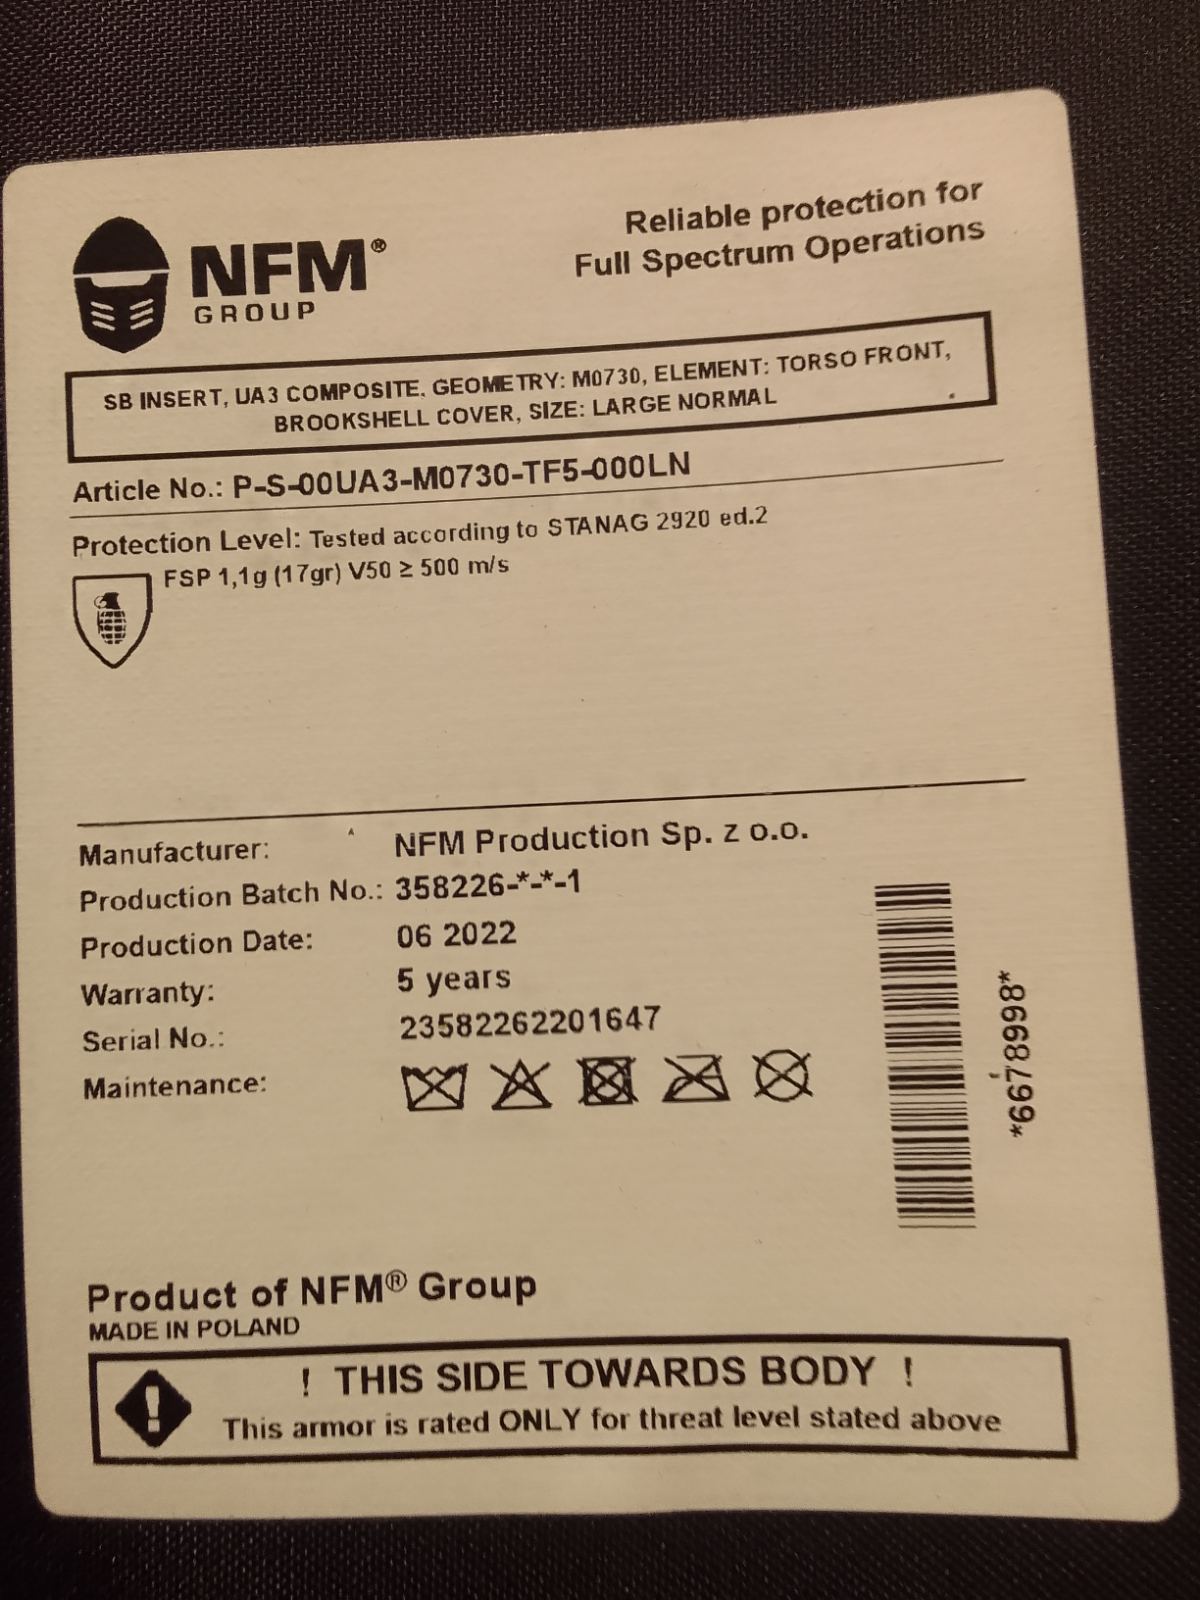 NFM®
GROUP
Reliable protection for
Full Spectrum Operations
SB INSERT, UA3 COMPOSITE. GEOMETRY: M0730, ELEMENT: TORSO FRONT,
BROOKSHELL COVER, SIZE: LARGE NORMAL
Article No.: P-S-00UA3-M0730-TF5-000LN
Protection Level: Tested according to STANAG 2920 ed.2
FSP 1,1g (17gr) V50 ≥ 500 m/s
Manufacturer: NFM Production Sp. z o.o.
Production Batch No.: 358226-*-*-1
Production Date: 06 2022
Warranty: 5 years
Serial No.: 23582262201647
Maintenance:
*6678998*
Product of NFM® Group
MADE IN POLAND
! THIS SIDE TOWARDS BODY !
This armor is rated ONLY for threat level stated above